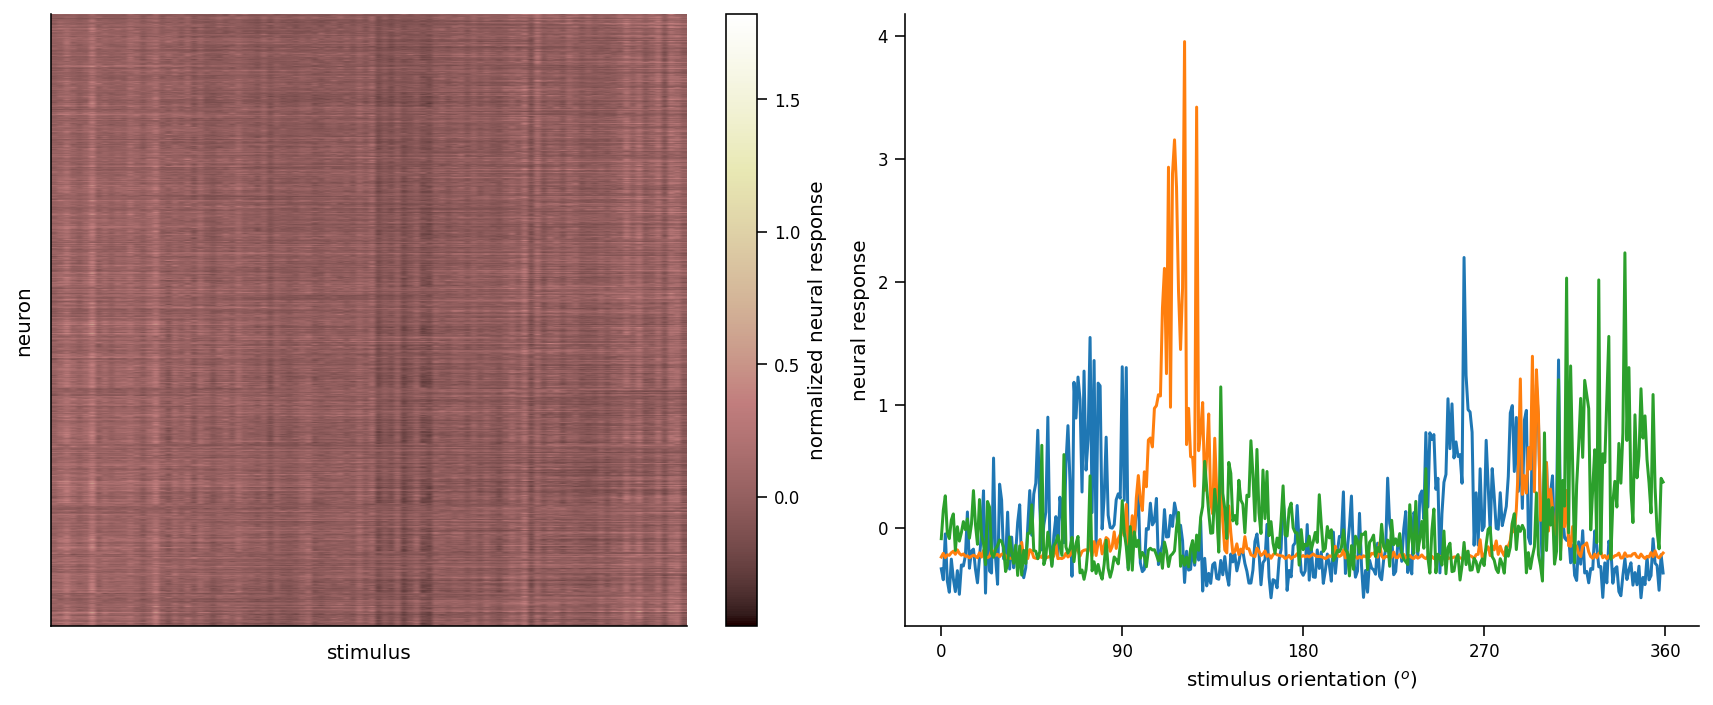 neuron
stimulus
1.5
1.0
0.5
0.0
normalized neural response
neural response
4
3
2
1
0
0 90 180 270 360
stimulus orientation (o)